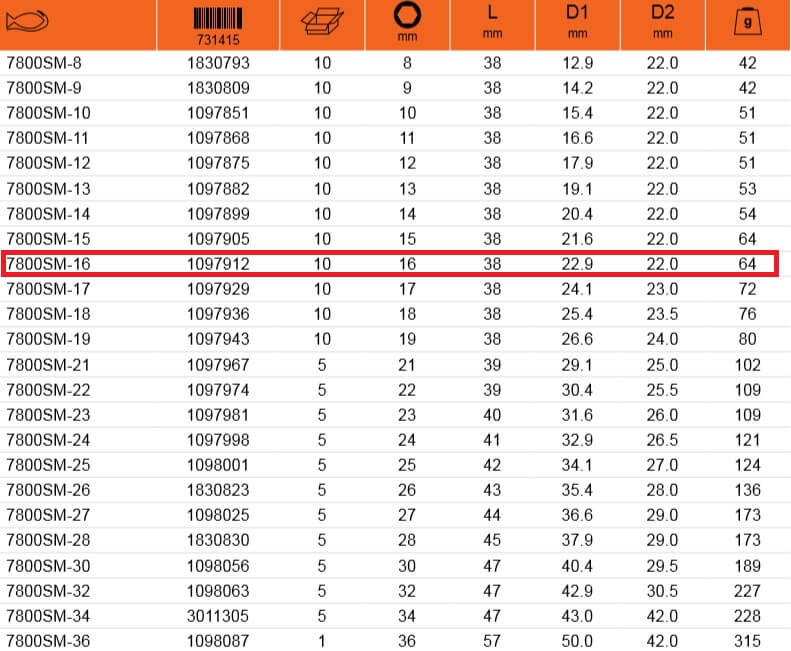 L D1 D2 g
731415 mm mm mm mm
7800SM-8 1830793 10 8 38 12.9 22.0 42
7800SM-9 1830809 10 9 38 14.2 22.0 42
7800SM-10 1097851 10 10 38 15.4 22.0 51
7800SM-11 1097868 10 11 38 16.6 22.0 51
7800SM-12 1097875 10 12 38 17.9 22.0 51
7800SM-13 1097882 10 13 38 19.1 22.0 53
7800SM-14 1097899 10 14 38 20.4 22.0 54
7800SM-15 1097905 10 15 38 21.6 22.0 64
7800SM-16 1097912 10 16 38 22.9 22.0 64
7800SM-17 1097929 10 17 38 24.1 23.0 72
7800SM-18 1097936 10 18 38 25.4 23.5 76
7800SM-19 1097943 10 19 38 26.6 24.0 80
7800SM-21 1097967 5 21 39 29.1 25.0 102
7800SM-22 1097974 5 22 39 30.4 25.5 109
7800SM-23 1097981 5 23 40 31.6 26.0 109
7800SM-24 1097998 5 24 41 32.9 26.5 121
7800SM-25 1098001 5 25 42 34.1 27.0 124
7800SM-26 1830823 5 26 43 35.4 28.0 136
7800SM-27 1098025 5 27 44 36.6 29.0 173
7800SM-28 1830830 5 28 45 37.9 29.0 173
7800SM-30 1098056 5 30 47 40.4 29.5 189
7800SM-32 1098063 5 32 47 42.9 30.5 227
7800SM-34 3011305 5 34 47 43.0 42.0 228
7800SM-36 1098087 1 36 57 50.0 42.0 315